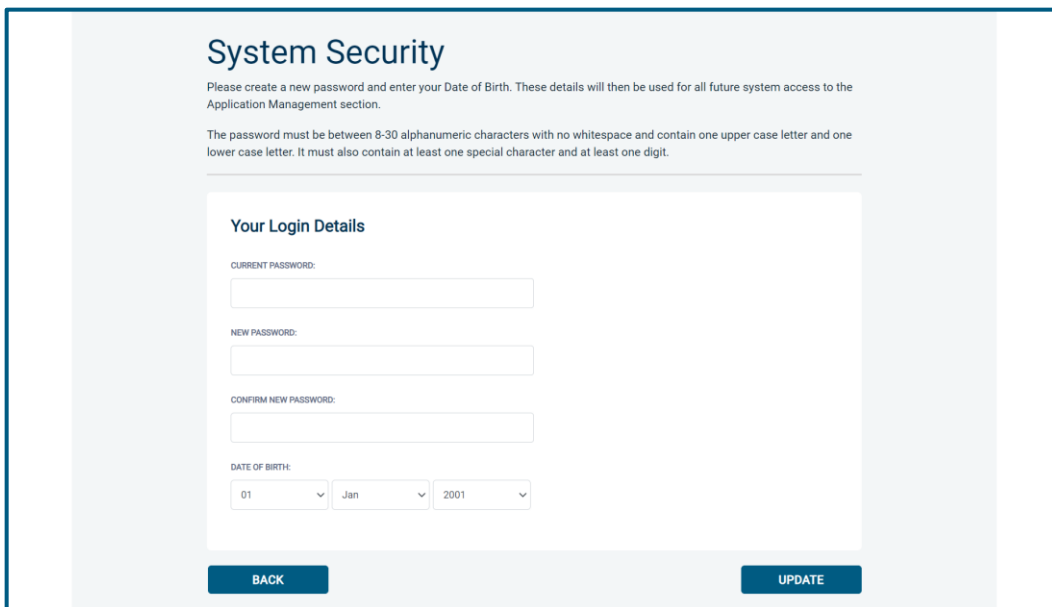 System Security
Please create a new password and enter your Date of Birth. These details will then be used for all future system access to the
Application Management section.
The password must be between 8-30 alphanumeric characters with no whitespace and contain one upper case letter and one
lower case letter. It must also contain at least one special character and at least one digit.
Your Login Details
CURRENT PASSWORD:
NEW PASSWORD:
CONFIRM NEW PASSWORD:
DATE OF BIRTH:
01 Jan 2001
BACK UPDATE